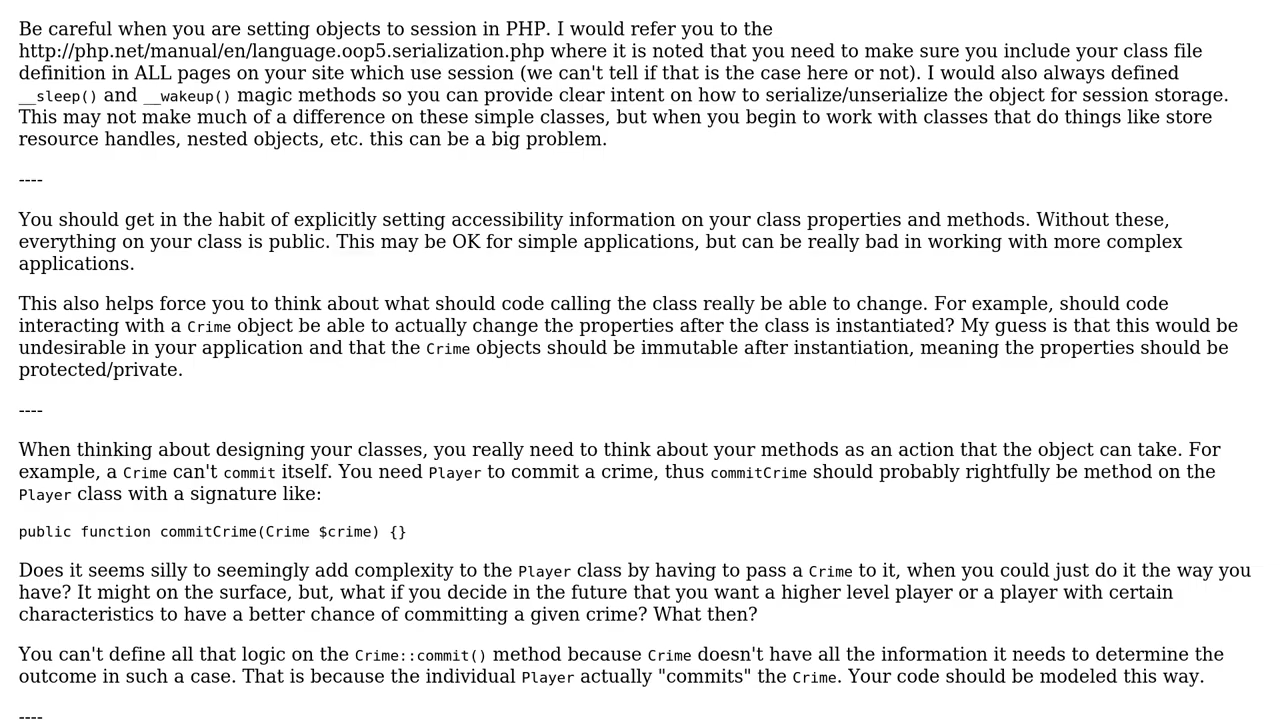 Be careful when you are setting objects to session in PHP. I would refer you to the
http://php.net/manual/en/language.oop5.serialization.php where it is noted that you need to make sure you include your class file
definition in ALL pages on your site which use session (we can't tell if that is the case here or not). I would also always defined
__sleep() and __wakeup() magic methods so you can provide clear intent on how to serialize/unserialize the object for session storage.
This may not make much of a difference on these simple classes, but when you begin to work with classes that do things like store
resource handles, nested objects, etc. this can be a big problem.
----
You should get in the habit of explicitly setting accessibility information on your class properties and methods. Without these,
everything on your class is public. This may be OK for simple applications, but can be really bad in working with more complex
applications.
This also helps force you to think about what should code calling the class really be able to change. For example, should code
interacting with a Crime object be able to actually change the properties after the class is instantiated? My guess is that this would be
undesirable in your application and that the Crime objects should be immutable after instantiation, meaning the properties should be
protected/private.
----
When thinking about designing your classes, you really need to think about your methods as an action that the object can take. For
example, a Crime can't commit itself. You need Player to commit a crime, thus commitCrime should probably rightfully be method on the
Player class with a signature like:
public function commitCrime(Crime $crime) {}
Does it seems silly to seemingly add complexity to the Player class by having to pass a Crime to it, when you could just do it the way you
have? It might on the surface, but, what if you decide in the future that you want a higher level player or a player with certain
characteristics to have a better chance of committing a given crime? What then?
You can't define all that logic on the Crime::commit() method because Crime doesn't have all the information it needs to determine the
outcome in such a case. That is because the individual Player actually "commits" the Crime. Your code should be modeled this way.
----